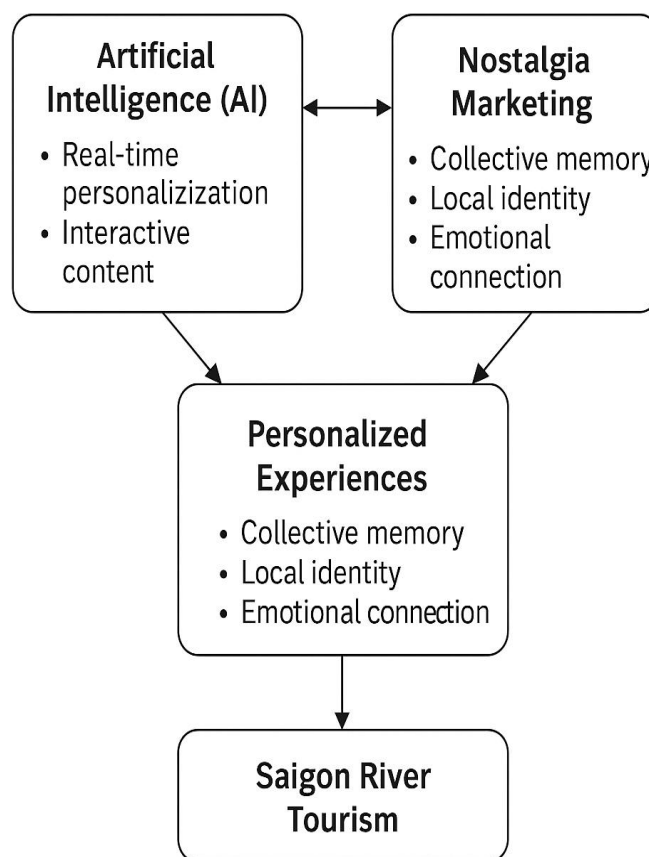 Artificial
Intelligence (AI)
• Real-time
personalizization
• Interactive
content
Nostalgia
Marketing
• Collective memory
• Local identity
• Emotional
connection
Personalized
Experiences
• Collective memory
• Local identity
• Emotional connection
Saigon River
Tourism